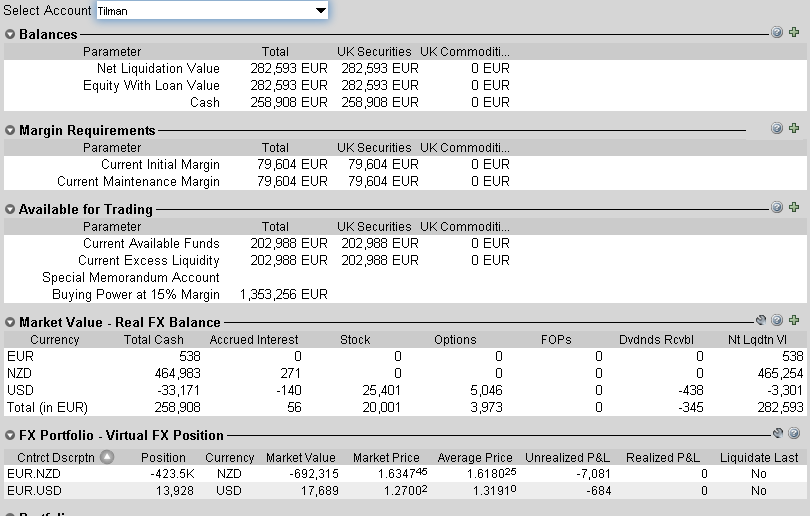 Select Account Tilman
Balances
Parameter Total UK Securities UK Commoditi...
Net Liquidation Value 282,593 EUR 282,593 EUR 0 EUR
Equity With Loan Value 282,593 EUR 282,593 EUR 0 EUR
Cash 258,908 EUR 258,908 EUR 0 EUR
Margin Requirements
Parameter Total UK Securities UK Commoditi...
Current Initial Margin 79,604 EUR 79,604 EUR 0 EUR
Current Maintenance Margin 79,604 EUR 79,604 EUR 0 EUR
Available for Trading
Parameter Total UK Securities UK Commoditi...
Current Available Funds 202,988 EUR 202,988 EUR 0 EUR
Current Excess Liquidity 202,988 EUR 202,988 EUR 0 EUR
Special Memorandum Account
Buying Power at 15% Margin 1,353,256 EUR
Market Value - Real FX Balance
Currency Total Cash Accrued Interest Stock Options FOPs Dvdnds Rcvbl Nt Lqdtn Vl
EUR 538 0 0 0 0 0 538
NZD 464,983 271 0 0 0 0 465,254
USD -33,171 -140 25,401 5,046 0 -438 -3,301
Total (in EUR) 258,908 56 20,001 3,973 0 -345 282,593
FX Portfolio - Virtual FX Position
Cntrct Dscrptn Position Currency Market Value Market Price Average Price Unrealized P&L Realized P&L Liquidate Last
EUR.NZD -423.5K NZD -692,315 1.634745 1.618025 -7,081 0 No
EUR.USD 13,928 USD 17,689 1.27002 1.31910 -684 0 No